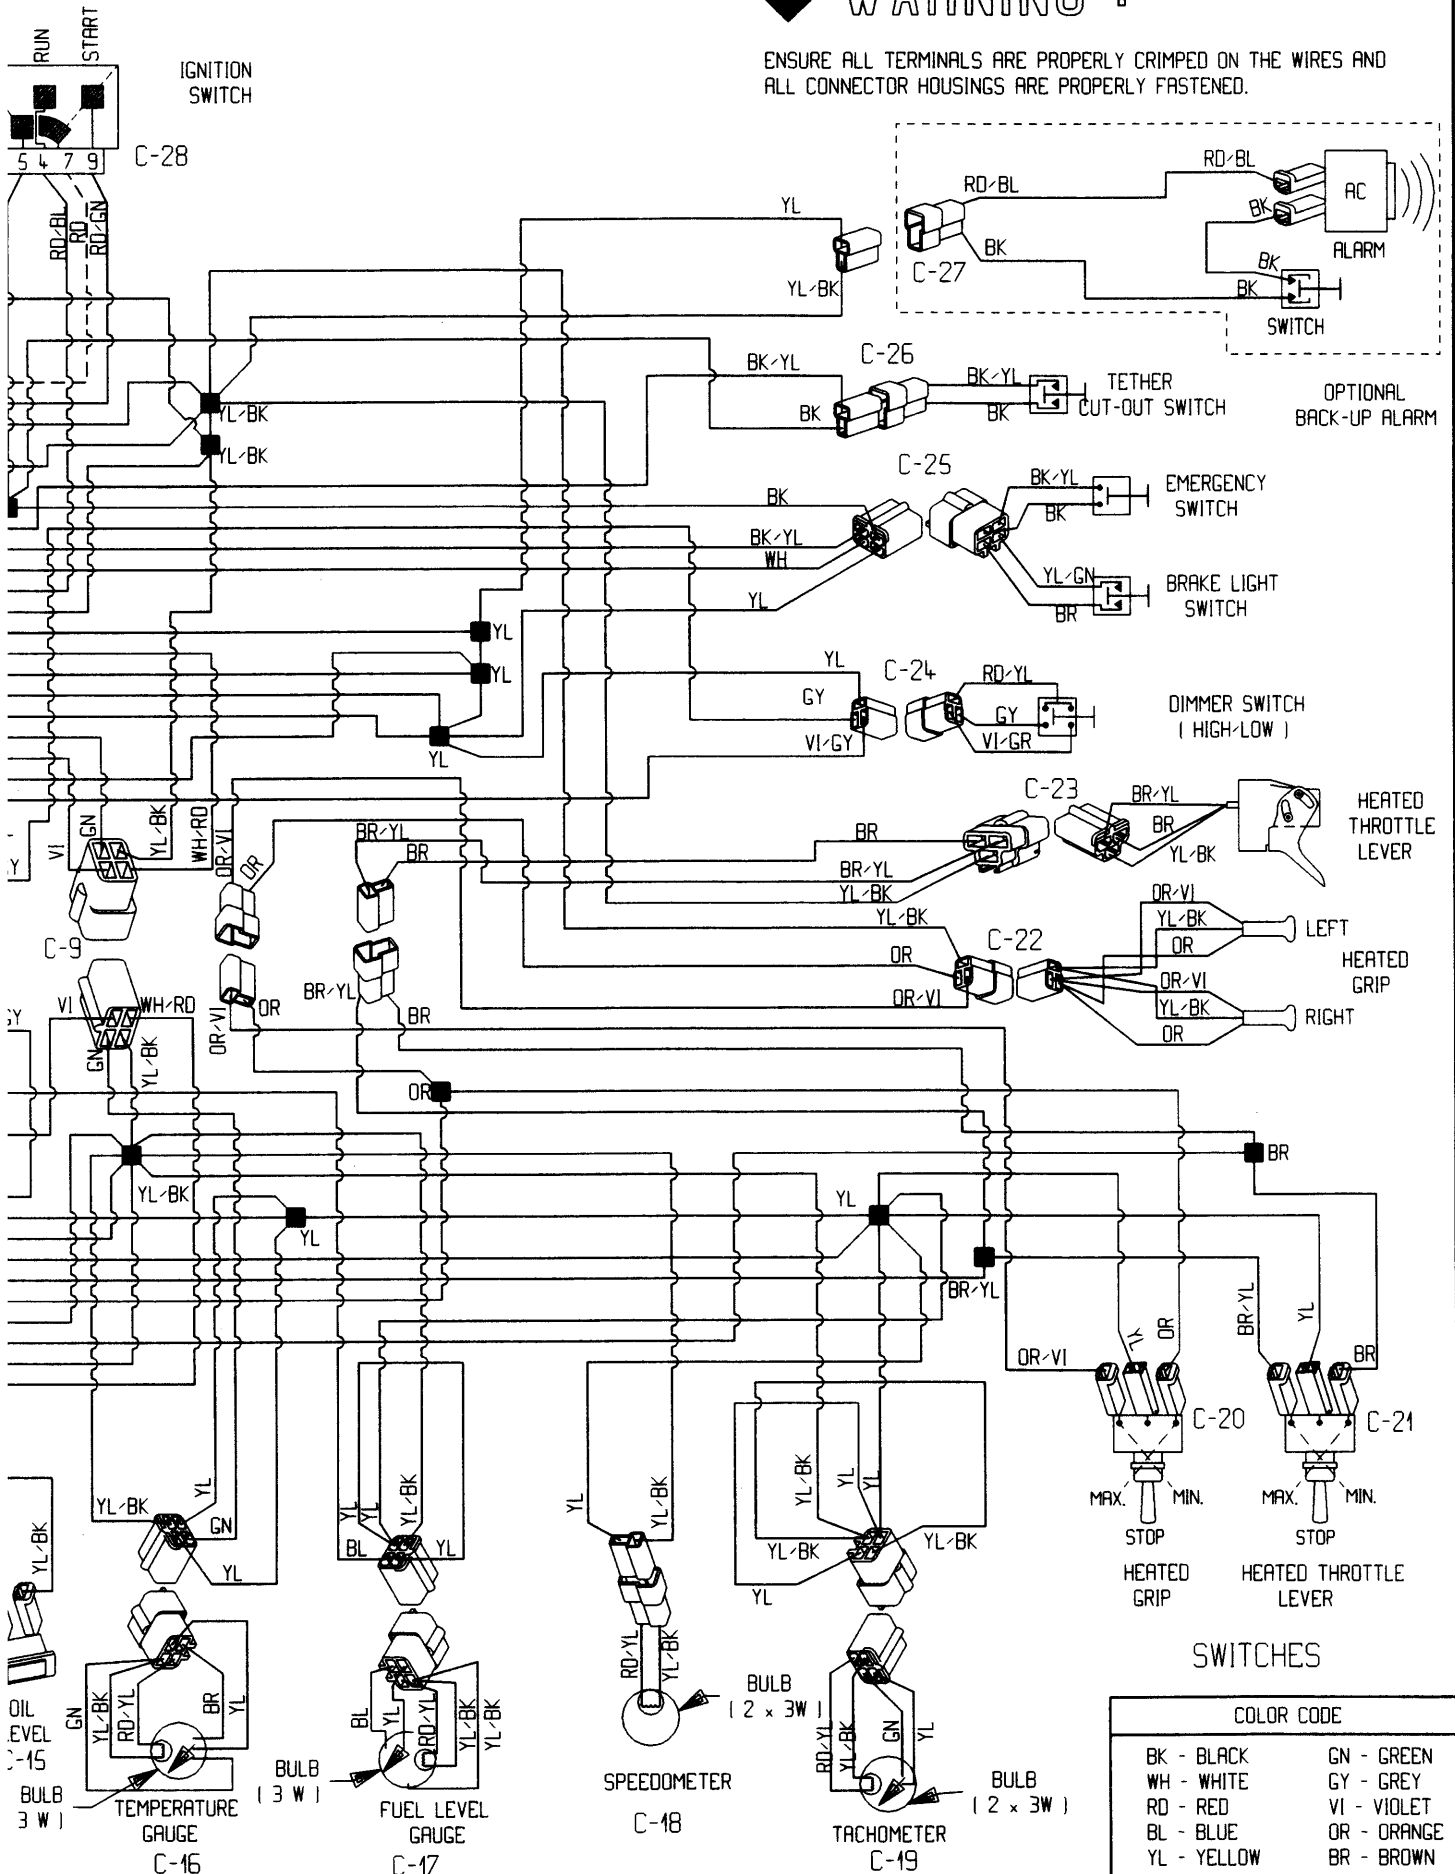 WARNING !
ENSURE ALL TERMINALS ARE PROPERLY CRIMPED ON THE WIRES AND
ALL CONNECTOR HOUSINGS ARE PROPERLY FASTENED.
RUN
START
IGNITION
SWITCH
5 4 7 9
C-28
RD/BL
RD
RD/GN
YL
YL/BK
C-27
RD/BL
BK
RD/BL
BK
AC
ALARM
BK
BK
SWITCH
OPTIONAL
BACK-UP ALARM
YL/BK
YL/BK
C-26
BK/YL
BK
BK/YL
BK
TETHER
CUT-OUT SWITCH
C-25
BK
BK/YL
WH
YL
BK/YL
BK
EMERGENCY
SWITCH
YL/GN
BR
BRAKE LIGHT
SWITCH
YL
YL
YL
C-24
YL
GY
VI/GY
RD/YL
GY
VI/GR
DIMMER SWITCH
( HIGH/LOW )
C-23
BR
BR/YL
YL/BK
BR/YL
BR
YL/BK
HEATED
THROTTLE
LEVER
VI
GN
YL/BK
WH/RD
OR/VI
OR
BR/YL
BR
C-9
C-22
YL/BK
OR
OR/VI
OR/VI
YL/BK
OR
LEFT
HEATED
GRIP
OR/VI
YL/BK
OR
RIGHT
GY
VI
WH/RD
GN
YL/BK
OR/VI
OR
BR/YL
BR
OR
BR
YL/BK
YL
YL
BR/YL
OR/VI
YL
OR
BR/YL
YL
BR
C-20
C-21
MAX.
MIN.
STOP
HEATED
GRIP
MAX.
MIN.
STOP
HEATED THROTTLE
LEVER
YL/BK
YL/BK
YL
GN
YL
YL
YL
YL/BK
BL
YL
YL
YL/BK
YL/BK
YL
YL
YL/BK
YL/BK
YL
GN
YL/BK
RD/YL
BR
YL
BL
YL
RD/YL
YL/BK
YL/BK
RD/YL
YL/BK
RD/YL
YL/BK
GN
YL
OIL
LEVEL
C-15
BULB
3 W )
TEMPERATURE
GAUGE
C-16
BULB
( 3 W )
FUEL LEVEL
GAUGE
C-17
BULB
( 2 x 3W )
SPEEDOMETER
C-18
BULB
( 2 x 3W )
TACHOMETER
C-19
SWITCHES
COLOR CODE
BK - BLACK GN - GREEN
WH - WHITE GY - GREY
RD - RED VI - VIOLET
BL - BLUE OR - ORANGE
YL - YELLOW BR - BROWN